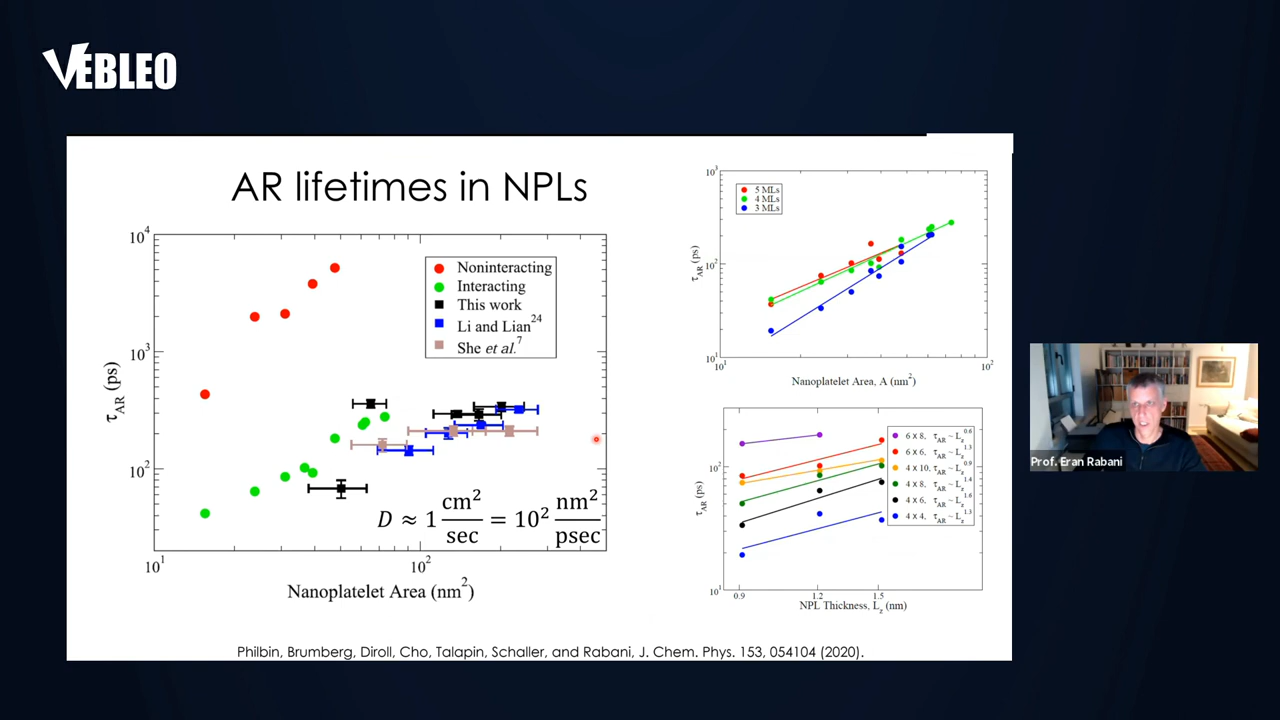 VEBLEO
AR lifetimes in NPLs
10^4
10^3
10^2
τ_AR (ps)
Noninteracting
Interacting
This work
Li and Lian^24
She et al.^7
D ≈ 1 cm^2/sec = 10^2 nm^2/psec
10^1
10^2
Nanoplatelet Area (nm^2)
10^3
10^2
10^1
τ_AR (ps)
5 MLs
4 MLs
3 MLs
10^1
10^2
Nanoplatelet Area, A (nm^2)
10^2
10^1
τ_AR (ps)
6 x 8, τ_AR ~ L_z^0.6
6 x 6, τ_AR ~ L_z^1.3
4 x 10, τ_AR ~ L_z^0.9
4 x 8, τ_AR ~ L_z^1.4
4 x 6, τ_AR ~ L_z^1.6
4 x 4, τ_AR ~ L_z^1.3
0.9
1.2
1.5
NPL Thickness, L_z (nm)
Prof. Eran Rabani
Philbin, Brumberg, Diroll, Cho, Talapin, Schaller, and Rabani, J. Chem. Phys. 153, 054104 (2020).